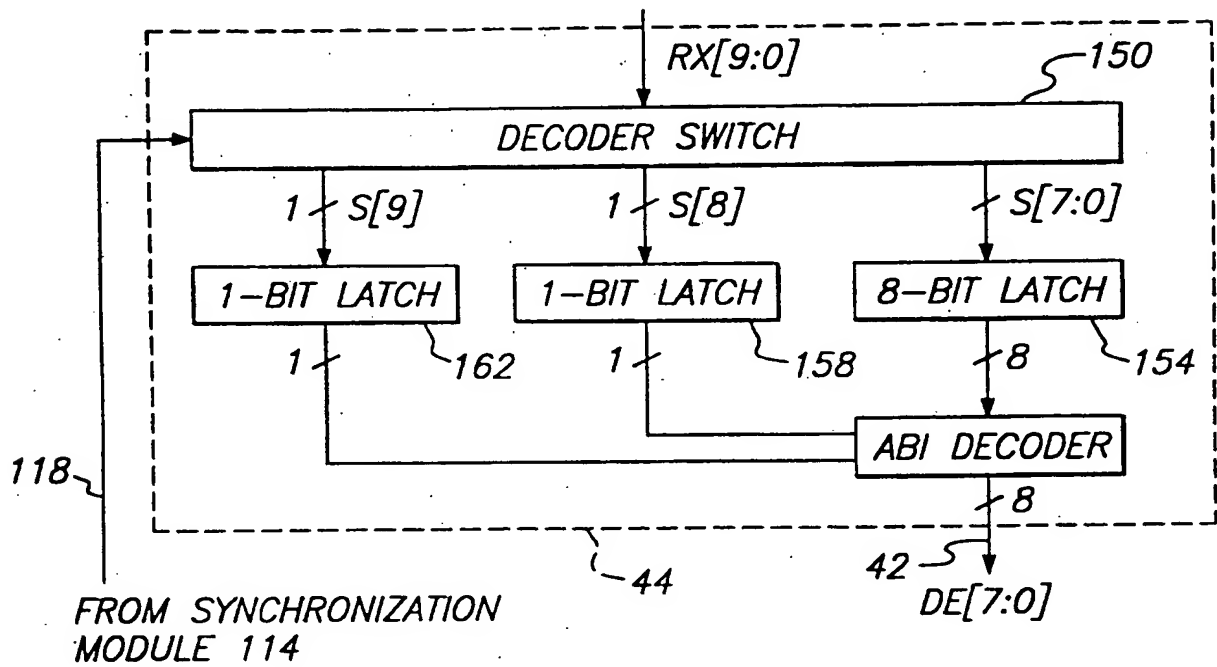 RX[9:0]
150
DECODER SWITCH
1 S[9]
1 S[8]
S[7:0]
1-BIT LATCH
1-BIT LATCH
8-BIT LATCH
1
162
1
158
8
154
ABI DECODER
118
8
44
42
DE[7:0]
FROM SYNCHRONIZATION
MODULE 114